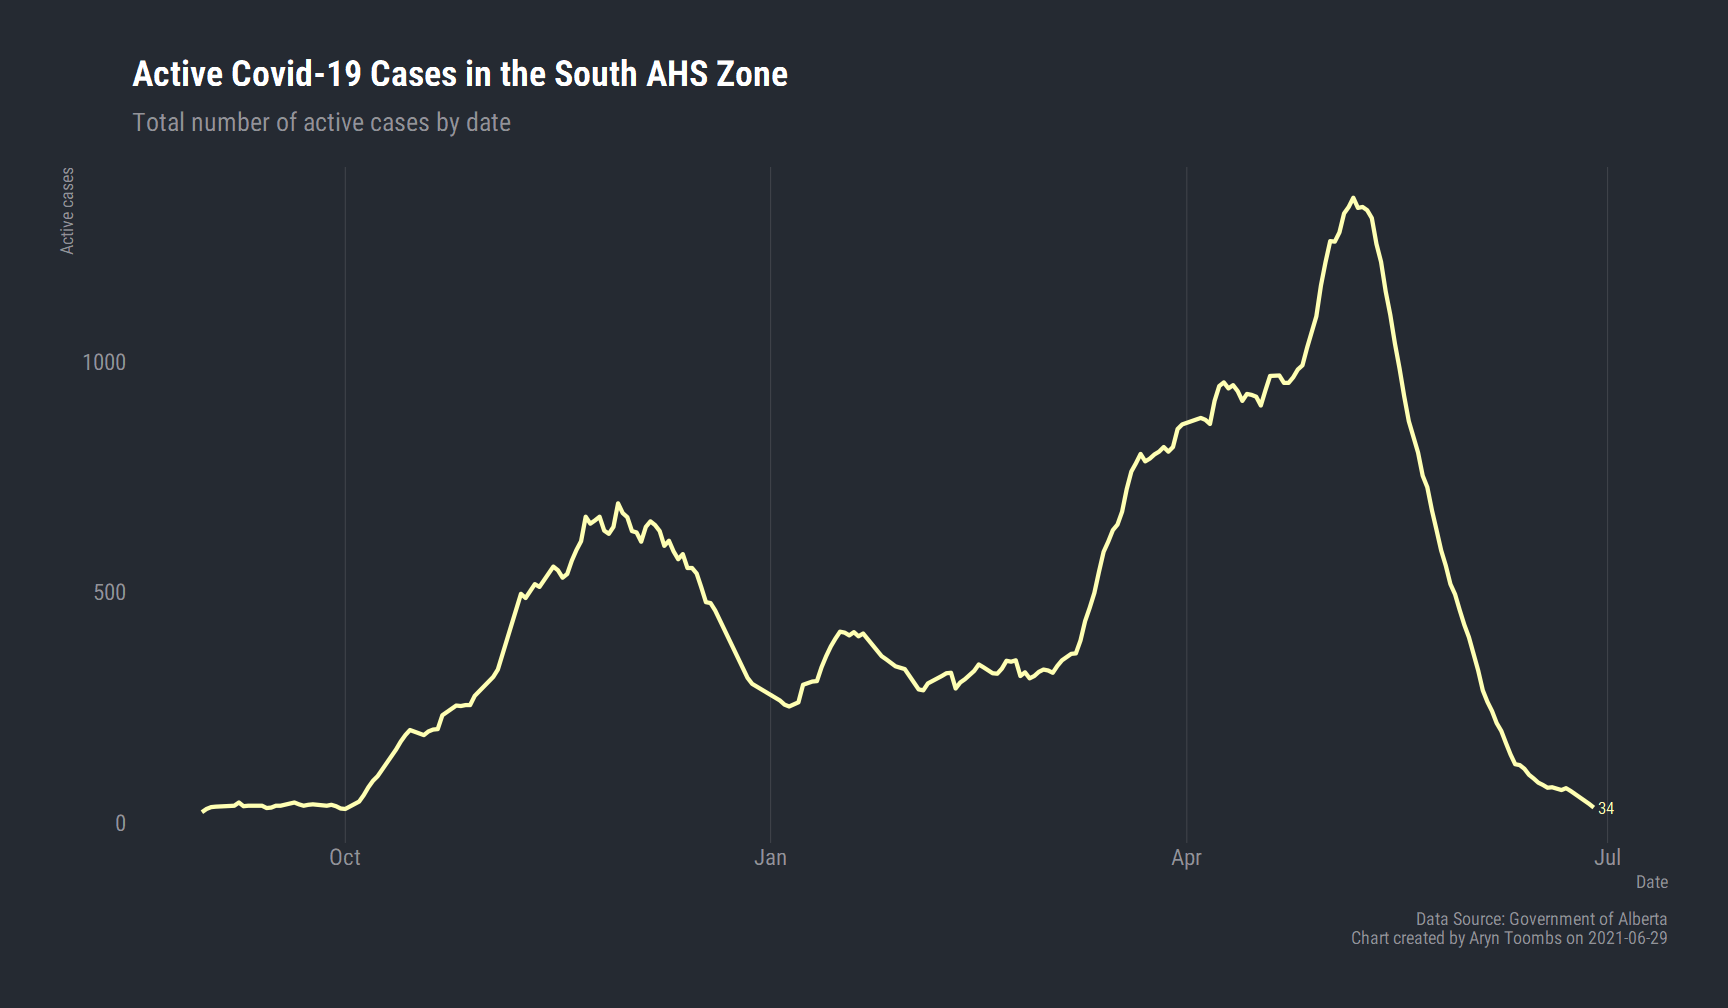 Active Covid-19 Cases in the South AHS Zone
Total number of active cases by date
Active cases
1000
500
0
34
Oct
Jan
Apr
Jul
Date
Data Source: Government of Alberta
Chart created by Aryn Toombs on 2021-06-29